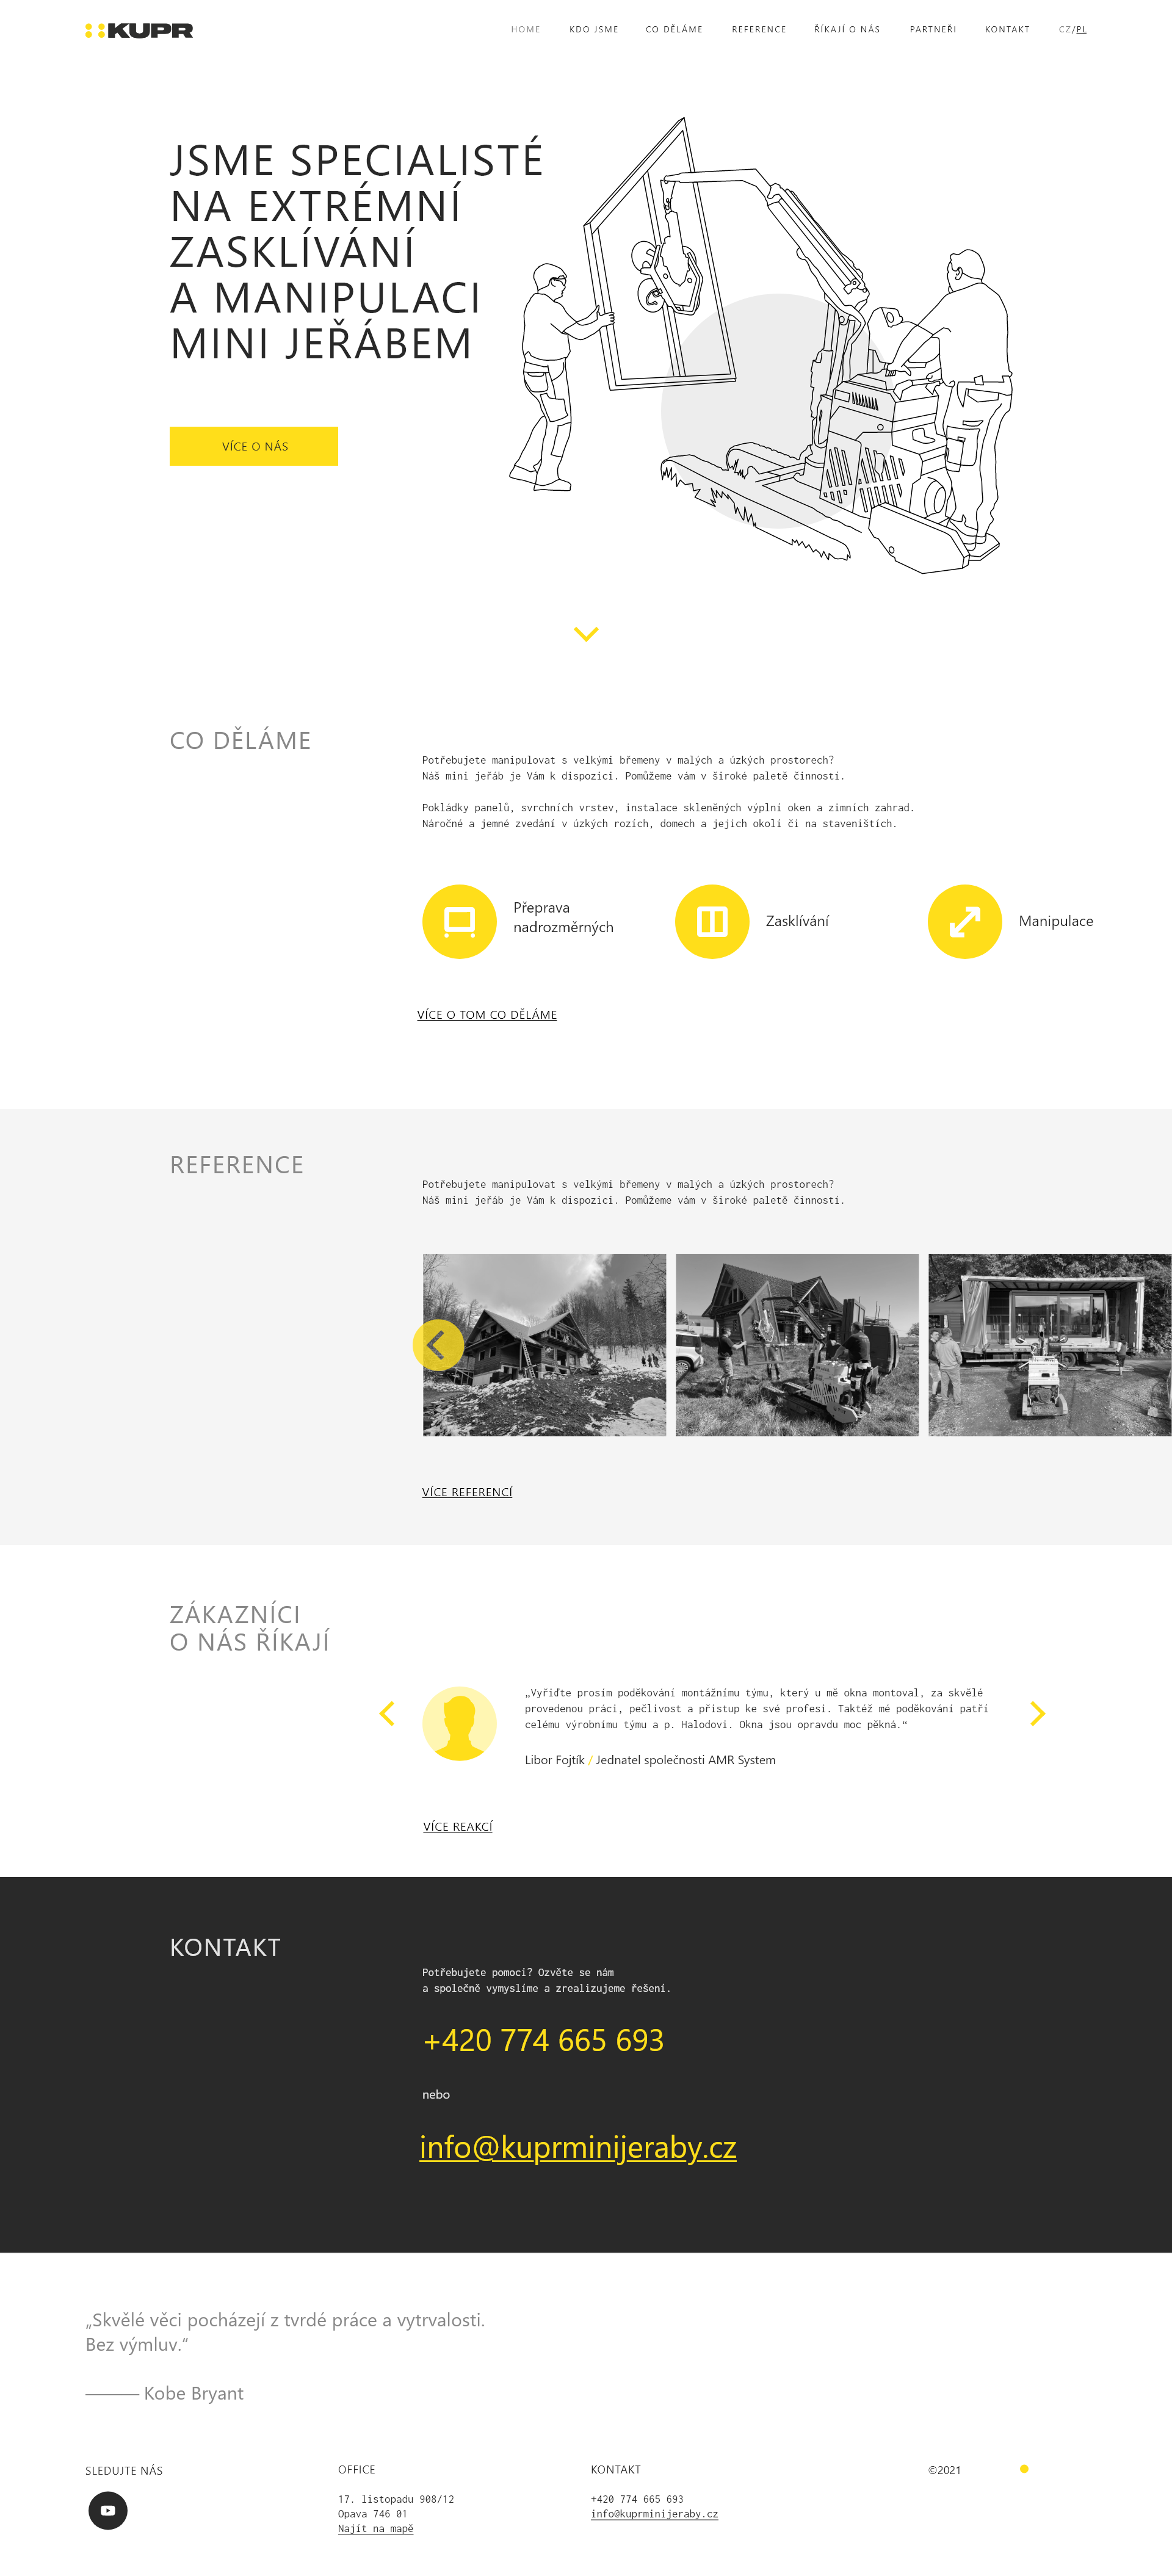 KUPR
HOME KDO JSME CO DĚLÁME REFERENCE ŘÍKAJÍ O NÁS PARTNEŘI KONTAKT CZ/PL
JSME SPECIALISTÉ
NA EXTRÉMNÍ
ZASKLÍVÁNÍ
A MANIPULACI
MINI JEŘÁBEM
VÍCE O NÁS
CO DĚLÁME
Potřebujete manipulovat s velkými břemeny v malých a úzkých prostorech?
Náš mini jeřáb je Vám k dispozici. Pomůžeme vám v široké paletě činností.
Pokládky panelů, svrchních vrstev, instalace skleněných výplní oken a zimních zahrad.
Náročné a jemné zvedání v úzkých rozích, domech a jejich okolí či na staveništích.
Přeprava
nadrozměrných
Zasklívání
Manipulace
VÍCE O TOM CO DĚLÁME
REFERENCE
Potřebujete manipulovat s velkými břemeny v malých a úzkých prostorech?
Náš mini jeřáb je Vám k dispozici. Pomůžeme vám v široké paletě činností.
VÍCE REFERENCÍ
ZÁKAZNÍCI
O NÁS ŘÍKAJÍ
„Vyřiďte prosím poděkování montážnímu týmu, který u mě okna montoval, za skvělé
provedenou práci, pečlivost a přístup ke své profesi. Taktéž mé poděkování patří
celému výrobnímu týmu a p. Halodovi. Okna jsou opravdu moc pěkná.“
Libor Fojtík / Jednatel společnosti AMR System
VÍCE REAKCÍ
KONTAKT
Potřebujete pomoci? Ozvěte se nám
a společně vymyslíme a zrealizujeme řešení.
+420 774 665 693
nebo
info@kuprminijeraby.cz
„Skvělé věci pocházejí z tvrdé práce a vytrvalosti.
Bez výmluv.“
Kobe Bryant
SLEDUJTE NÁS
OFFICE
17. listopadu 908/12
Opava 746 01
Najít na mapě
KONTAKT
+420 774 665 693
info@kuprminijeraby.cz
©2021